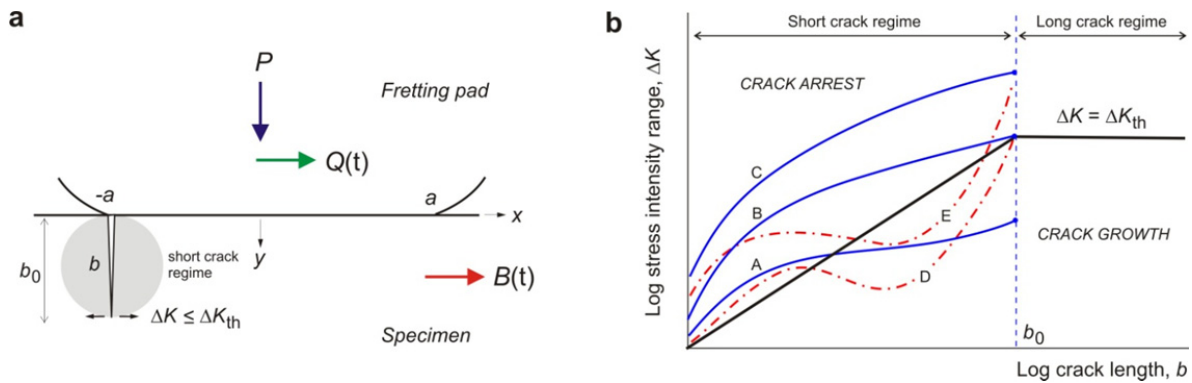 a
P
Fretting pad
Q(t)
-a
a
x
b₀
b
short crack
regime
y
B(t)
ΔK ≤ ΔKth
Specimen
b
Short crack regime
Long crack regime
Log stress intensity range, ΔK
CRACK ARREST
ΔK = ΔKth
C
B
E
A
D
CRACK GROWTH
b₀
Log crack length, b